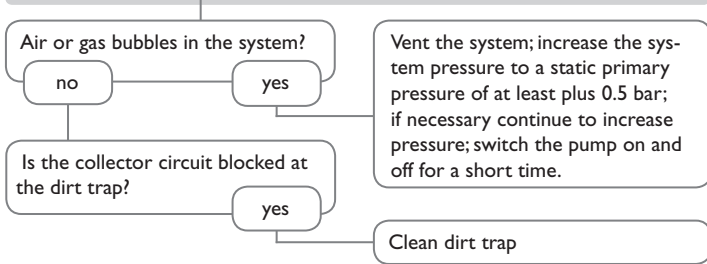 Air or gas bubbles in the system?
no
yes
Vent the system; increase the sys-
tem pressure to a static primary
pressure of at least plus 0.5 bar;
if necessary continue to increase
pressure; switch the pump on and
off for a short time.
Is the collector circuit blocked at
the dirt trap?
yes
Clean dirt trap